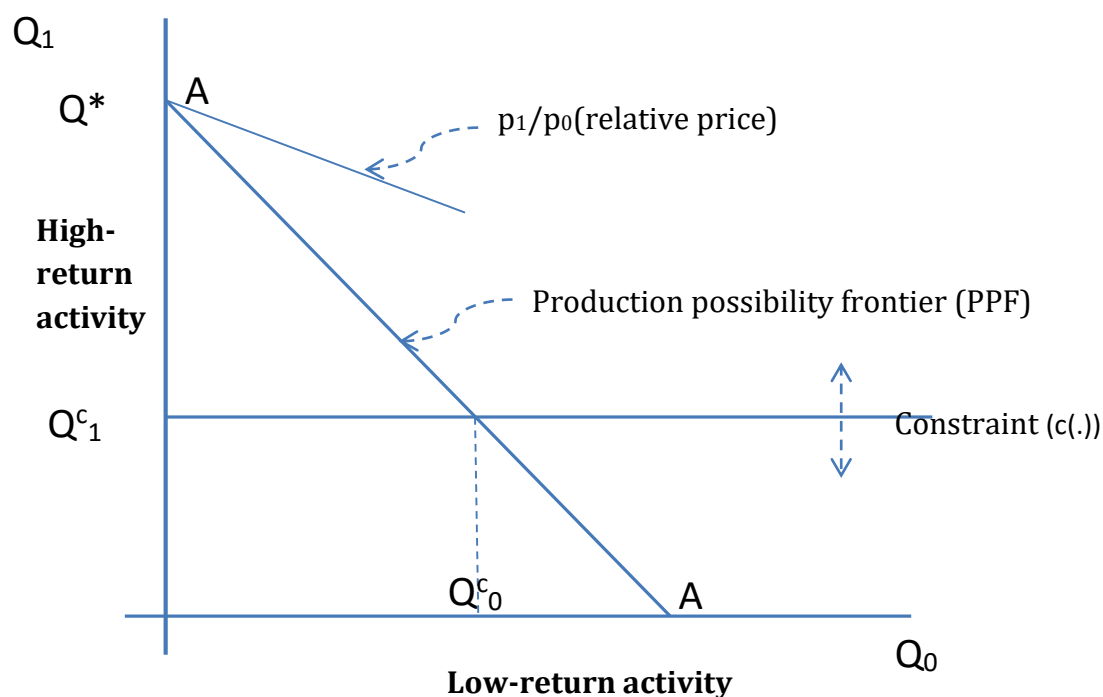 Q₁
A
Q*
p₁/p₀(relative price)
High-
return
activity
Production possibility frontier (PPF)
Qᶜ₁
Constraint (c(.))
Qᶜ₀
A
Q₀
Low-return activity